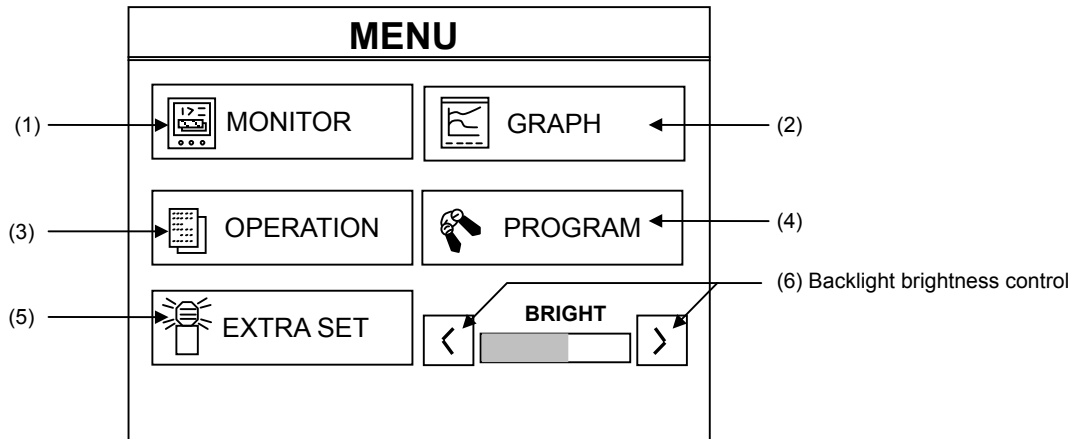 MENU
(1) MONITOR GRAPH (2)
(3) OPERATION PROGRAM (4)
(6) Backlight brightness control
(5) EXTRA SET BRIGHT
< >